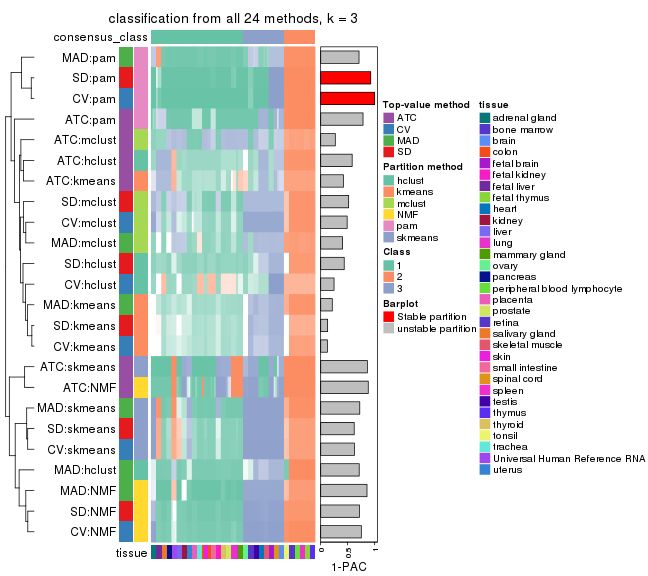 classification from all 24 methods, k = 3
consensus_class
MAD:pam
SD:pam
CV:pam
ATC:pam
ATC:mclust
ATC:hclust
ATC:kmeans
SD:mclust
CV:mclust
MAD:mclust
SD:hclust
CV:hclust
MAD:kmeans
SD:kmeans
CV:kmeans
ATC:skmeans
ATC:NMF
MAD:skmeans
SD:skmeans
CV:skmeans
MAD:hclust
MAD:NMF
SD:NMF
CV:NMF
tissue
0
0.5
1
1-PAC
Top-value method
ATC
CV
MAD
SD
Partition method
hclust
kmeans
mclust
NMF
pam
skmeans
Class
1
2
3
Barplot
Stable partition
unstable partition
tissue
adrenal gland
bone marrow
brain
colon
fetal brain
fetal kidney
fetal liver
fetal thymus
heart
kidney
liver
lung
mammary gland
ovary
pancreas
peripheral blood lymphocyte
placenta
prostate
retina
salivary gland
skeletal muscle
skin
small intestine
spinal cord
spleen
testis
thymus
thyroid
tonsil
trachea
Universal Human Reference RNA
uterus